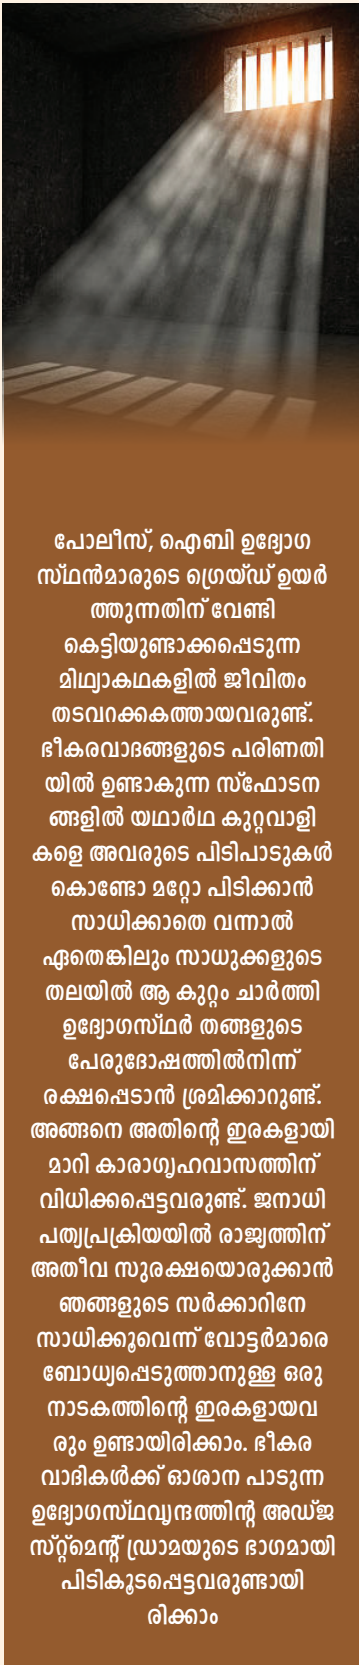 പോലീസ്, ഐബി ഉദ്യോഗ
സ്ഥൻമാരുടെ ഗ്രെയ്ഡ് ഉയർ
ത്തുന്നതിന് വേണ്ടി
കെട്ടിയുണ്ടാക്കപ്പെടുന്ന
മിഥ്യാകഥകളിൽ ജീവിതം
തടവറക്കകത്തായവരുണ്ട്.
ഭീകരവാദങ്ങളുടെ പരിണതി
യിൽ ഉണ്ടാകുന്ന സ്ഫോടന
ങ്ങളിൽ യഥാർഥ കുറ്റവാളി
കളെ അവരുടെ പിടിപാടുകൾ
കൊണ്ടോ മറ്റോ പിടിക്കാൻ
സാധിക്കാതെ വന്നാൽ
ഏതെങ്കിലും സാധുക്കളുടെ
തലയിൽ ആ കുറ്റം ചാർത്തി
ഉദ്യോഗസ്ഥർ തങ്ങളുടെ
പേരുദോഷത്തിൽനിന്ന്
രക്ഷപ്പെടാൻ ശ്രമിക്കാറുണ്ട്.
അങ്ങനെ അതിന്റെ ഇരകളായി
മാറി കാരാഗൃഹവാസത്തിന്
വിധിക്കപ്പെട്ടവരുണ്ട്. ജനാധി
പത്യപ്രക്രിയയിൽ രാജ്യത്തിന്
അതീവ സുരക്ഷയൊരുക്കാൻ
ഞങ്ങളുടെ സർക്കാറിനേ
സാധിക്കൂവെന്ന് വോട്ടർമാരെ
ബോധ്യപ്പെടുത്താനുള്ള ഒരു
നാടകത്തിന്റെ ഇരകളായവ
രും ഉണ്ടായിരിക്കാം. ഭീകര
വാദികൾക്ക് ഓശാന പാടുന്ന
ഉദ്യോഗസ്ഥവൃന്ദത്തിന്റ അഡ്ജ
സ്റ്റ്മെന്റ് ഡ്രാമയുടെ ഭാഗമായി
പിടികൂടപ്പെട്ടവരുണ്ടായി
രിക്കാം